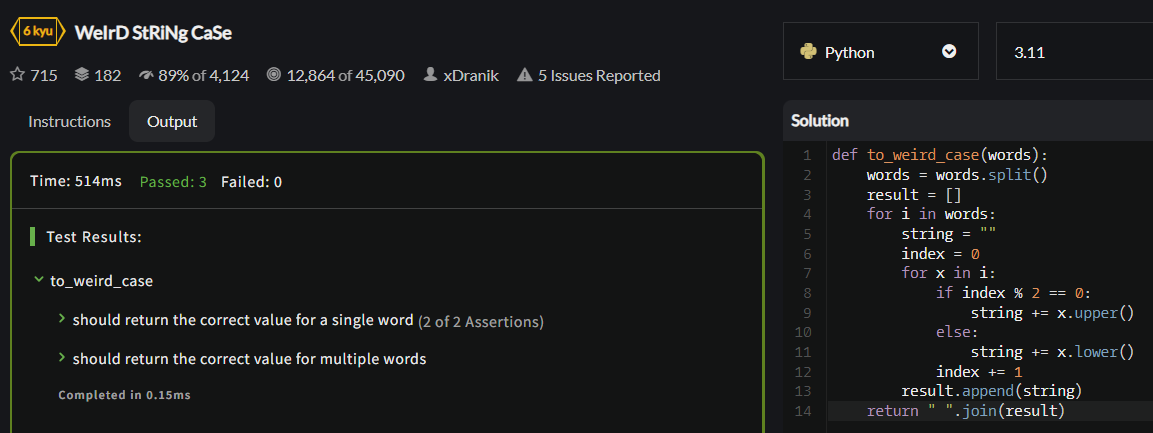 6 kyu WeIrD StRiNg CaSe
715 182 89% of 4,124 12,864 of 45,090 xDranik 5 Issues Reported
Python 3.11
Instructions Output
Time: 514ms Passed: 3 Failed: 0
Test Results:
to_weird_case
should return the correct value for a single word (2 of 2 Assertions)
should return the correct value for multiple words
Completed in 0.15ms
Solution
1 def to_weird_case(words):
2     words = words.split()
3     result = []
4     for i in words:
5         string = ""
6         index = 0
7         for x in i:
8             if index % 2 == 0:
9                 string += x.upper()
10             else:
11                 string += x.lower()
12             index += 1
13         result.append(string)
14     return " ".join(result)